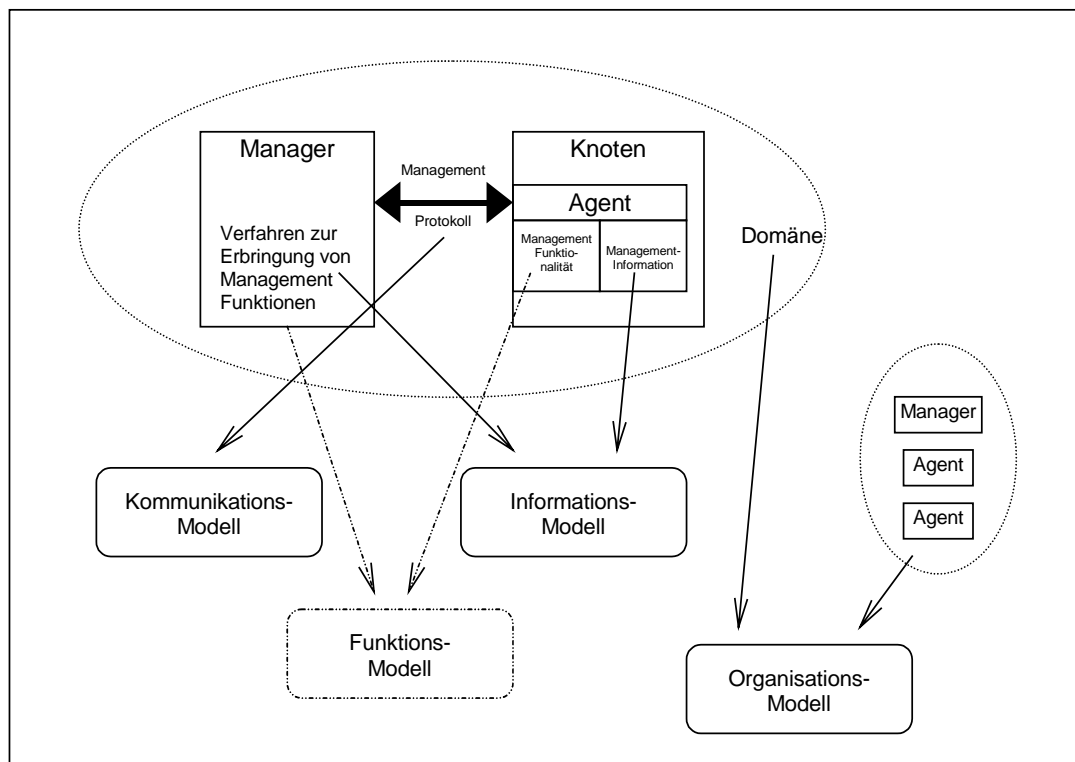 Manager
Knoten
Management
Protokoll
Agent
Management
Funktio-
nalität
Management-
Information
Verfahren zur
Erbringung von
Management
Funktionen
Domäne
Manager
Agent
Agent
Kommunikations-
Modell
Informations-
Modell
Funktions-
Modell
Organisations-
Modell